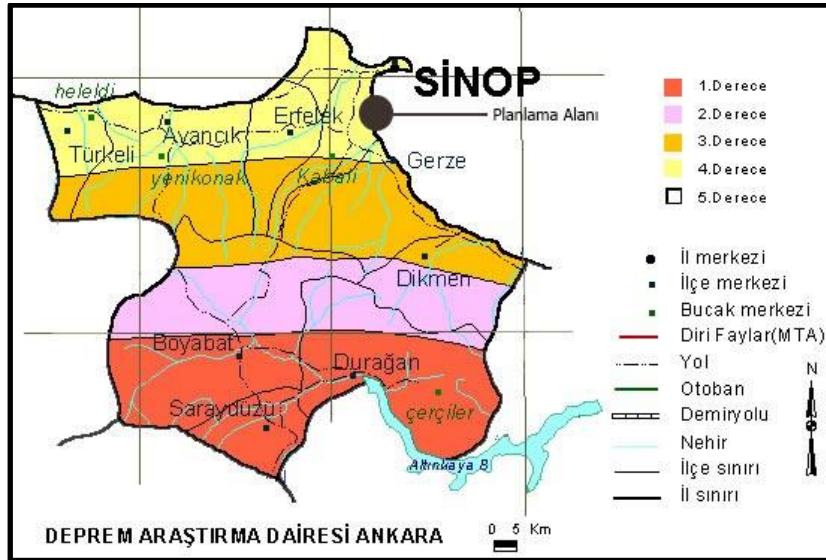 SİNOP
Planlama Alanı
heleldi
Ayancık
Erfelek
Türkeli
yenikonak
Kabalı
Gerze
Dikmen
Boyabat
Durağan
Saraydüzü
çerçiler
Altınkaya B
1.Derece
2.Derece
3.Derece
4.Derece
5.Derece
İl merkezi
İlçe merkezi
Bucak merkezi
Diri Faylar(MTA)
Yol
Otoban
Demiryolu
Nehir
İlçe sınırı
İl sınırı
N
DEPREM ARAŞTIRMA DAİRESİ ANKARA
0 5 Km